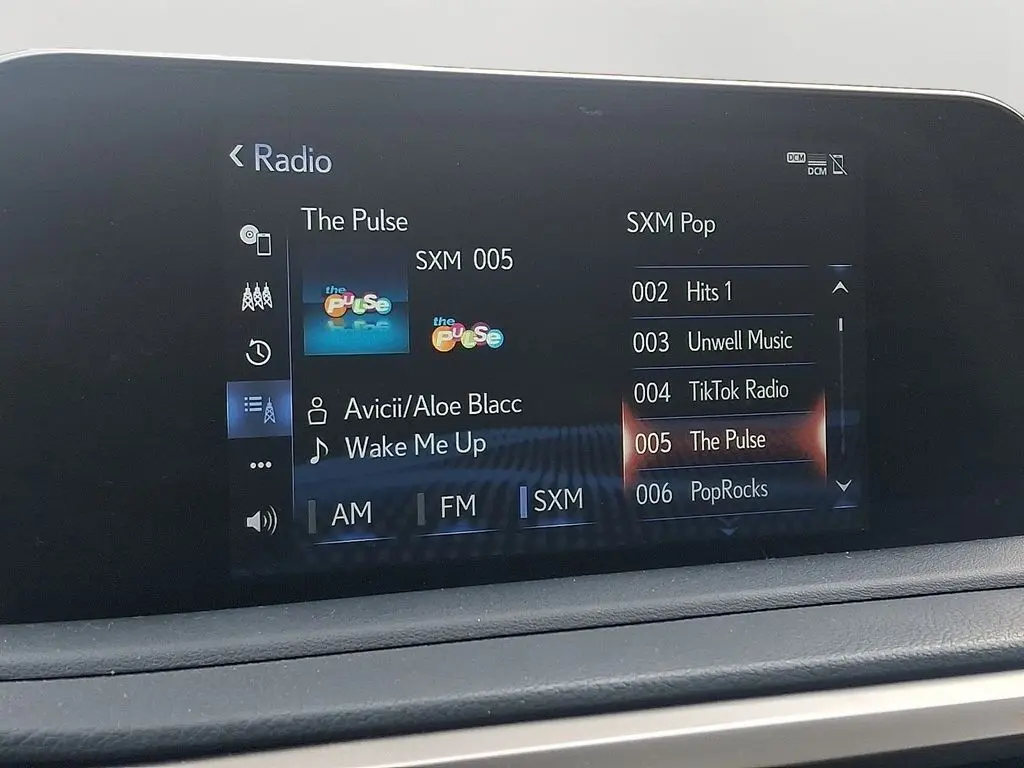 Radio
DCM
DCM
The Pulse
SXM 005
the
PULSE
the
PULSE
Avicii/Aloe Blacc
Wake Me Up
AM
FM
SXM
SXM Pop
002 Hits 1
003 Unwell Music
004 TikTok Radio
005 The Pulse
006 PopRocks